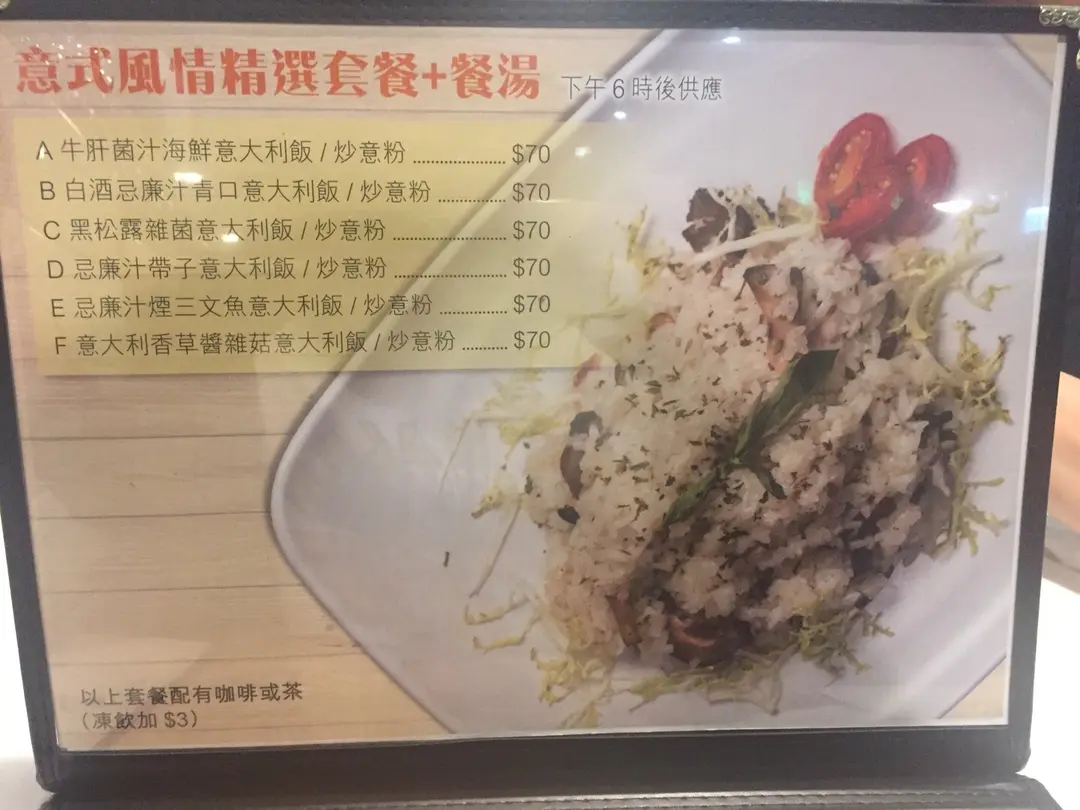 意式風情精選套餐+餐湯 下午6時後供應
A 牛肝菌汁海鮮意大利飯 / 炒意粉 .................... $70
B 白酒忌廉汁青口意大利飯 / 炒意粉 ............... $70
C 黑松露雜菌意大利飯 / 炒意粉 ........................ $70
D 忌廉汁帶子意大利飯 / 炒意粉 ........................ $70
E 忌廉汁煙三文魚意大利飯 / 炒意粉 ............... $70
F 意大利香草醬雜菇意大利飯 / 炒意粉 .......... $70
以上套餐配有咖啡或茶
（凍飲加 $3）